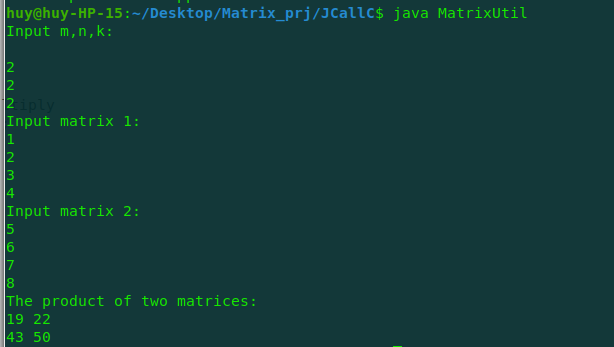 huy@huy-HP-15:~/Desktop/Matrix_prj/JCallC$ java MatrixUtil
Input m,n,k:
2
2
2
Input matrix 1:
1
2
3
4
Input matrix 2:
5
6
7
8
The product of two matrices:
19 22
43 50